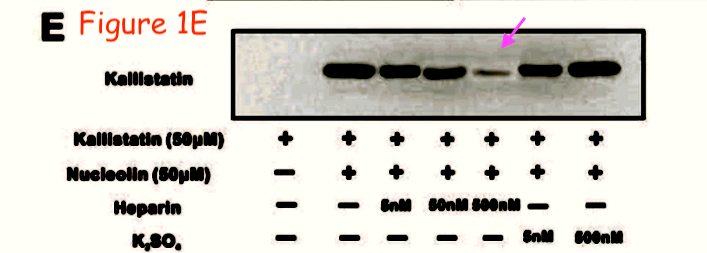 E Figure 1E
Kallistatin
Kallistatin (50µM) + + + + + + +
Nucleolin (50µM) − + + + + + +
Heparin − − 5nM 50nM 500nM − −
K₂SO₄ − − − − − 5nM 500nM